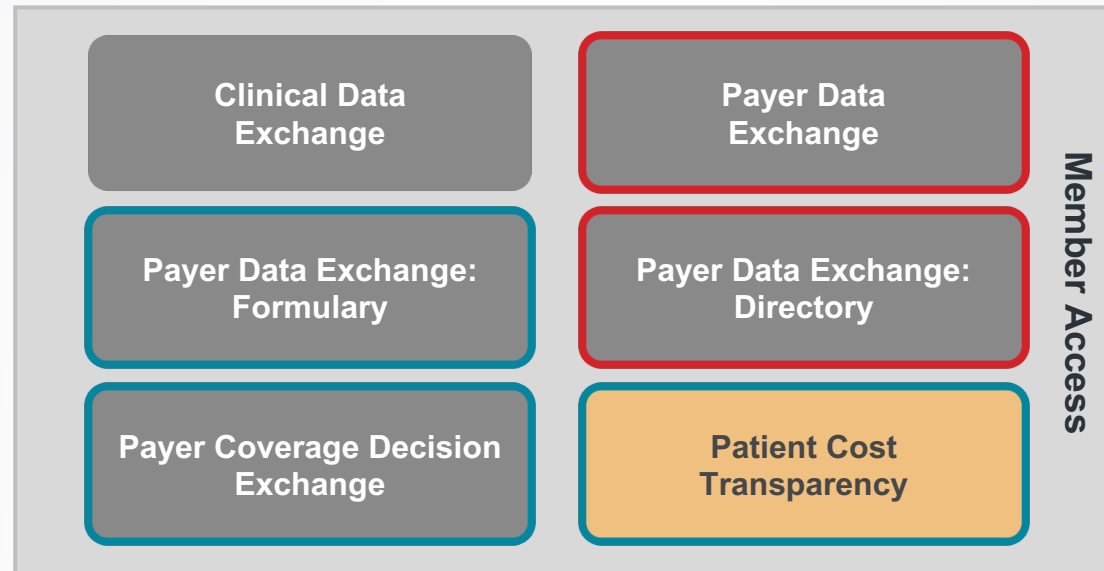 Clinical Data
Exchange
Payer Data
Exchange
Payer Data Exchange:
Formulary
Payer Data Exchange:
Directory
Payer Coverage Decision
Exchange
Patient Cost
Transparency
Member Access